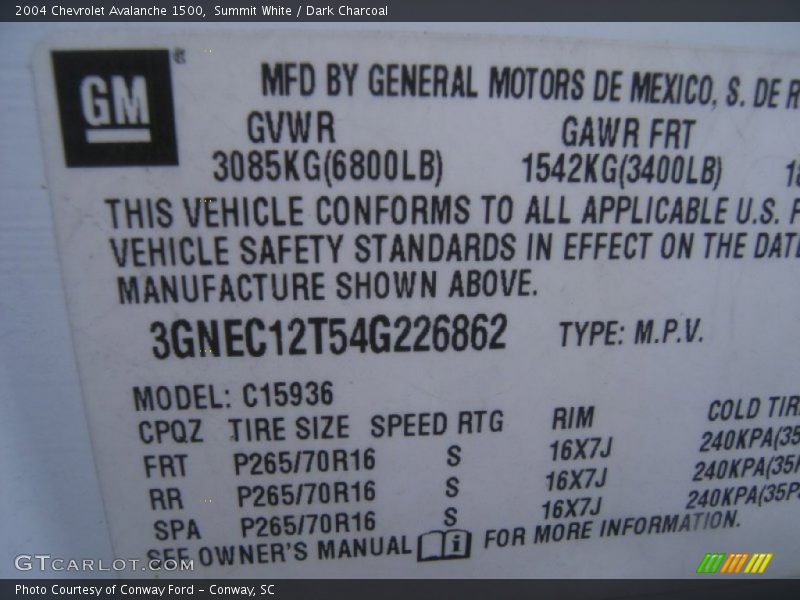 2004 Chevrolet Avalanche 1500, Summit White / Dark Charcoal
GM
MFD BY GENERAL MOTORS DE MEXICO, S. DE R
GVWR GAWR FRT
3085KG(6800LB) 1542KG(3400LB)
THIS VEHICLE CONFORMS TO ALL APPLICABLE U.S.
VEHICLE SAFETY STANDARDS IN EFFECT ON THE DAT
MANUFACTURE SHOWN ABOVE.
3GNEC12T54G226862 TYPE: M.P.V.
MODEL: C15936
CPQZ TIRE SIZE SPEED RTG RIM COLD TIR
FRT P265/70R16 S 16X7J 240KPA(35
RR P265/70R16 S 16X7J 240KPA(35
SPA P265/70R16 S 16X7J 240KPA(35P
SEE OWNER'S MANUAL i FOR MORE INFORMATION.
GTCARLOT.COM
Photo Courtesy of Conway Ford – Conway, SC